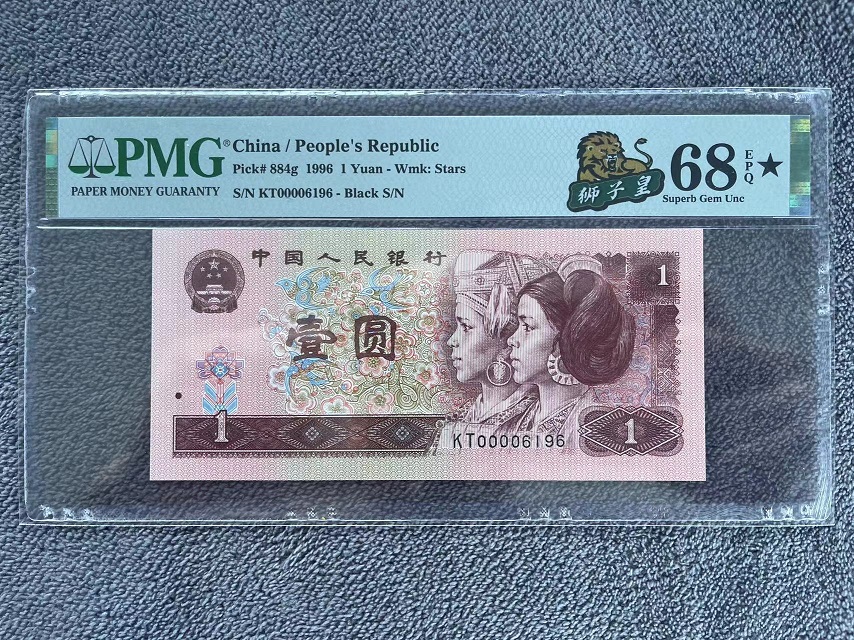 PMG®
PAPER MONEY GUARANTY
China / People's Republic
Pick# 884g 1996 1 Yuan - Wmk: Stars
S/N KT00006196 - Black S/N
狮子皇
68 EPQ ★
Superb Gem Unc
中国人民银行
1
壹圆
1
KT00006196
1